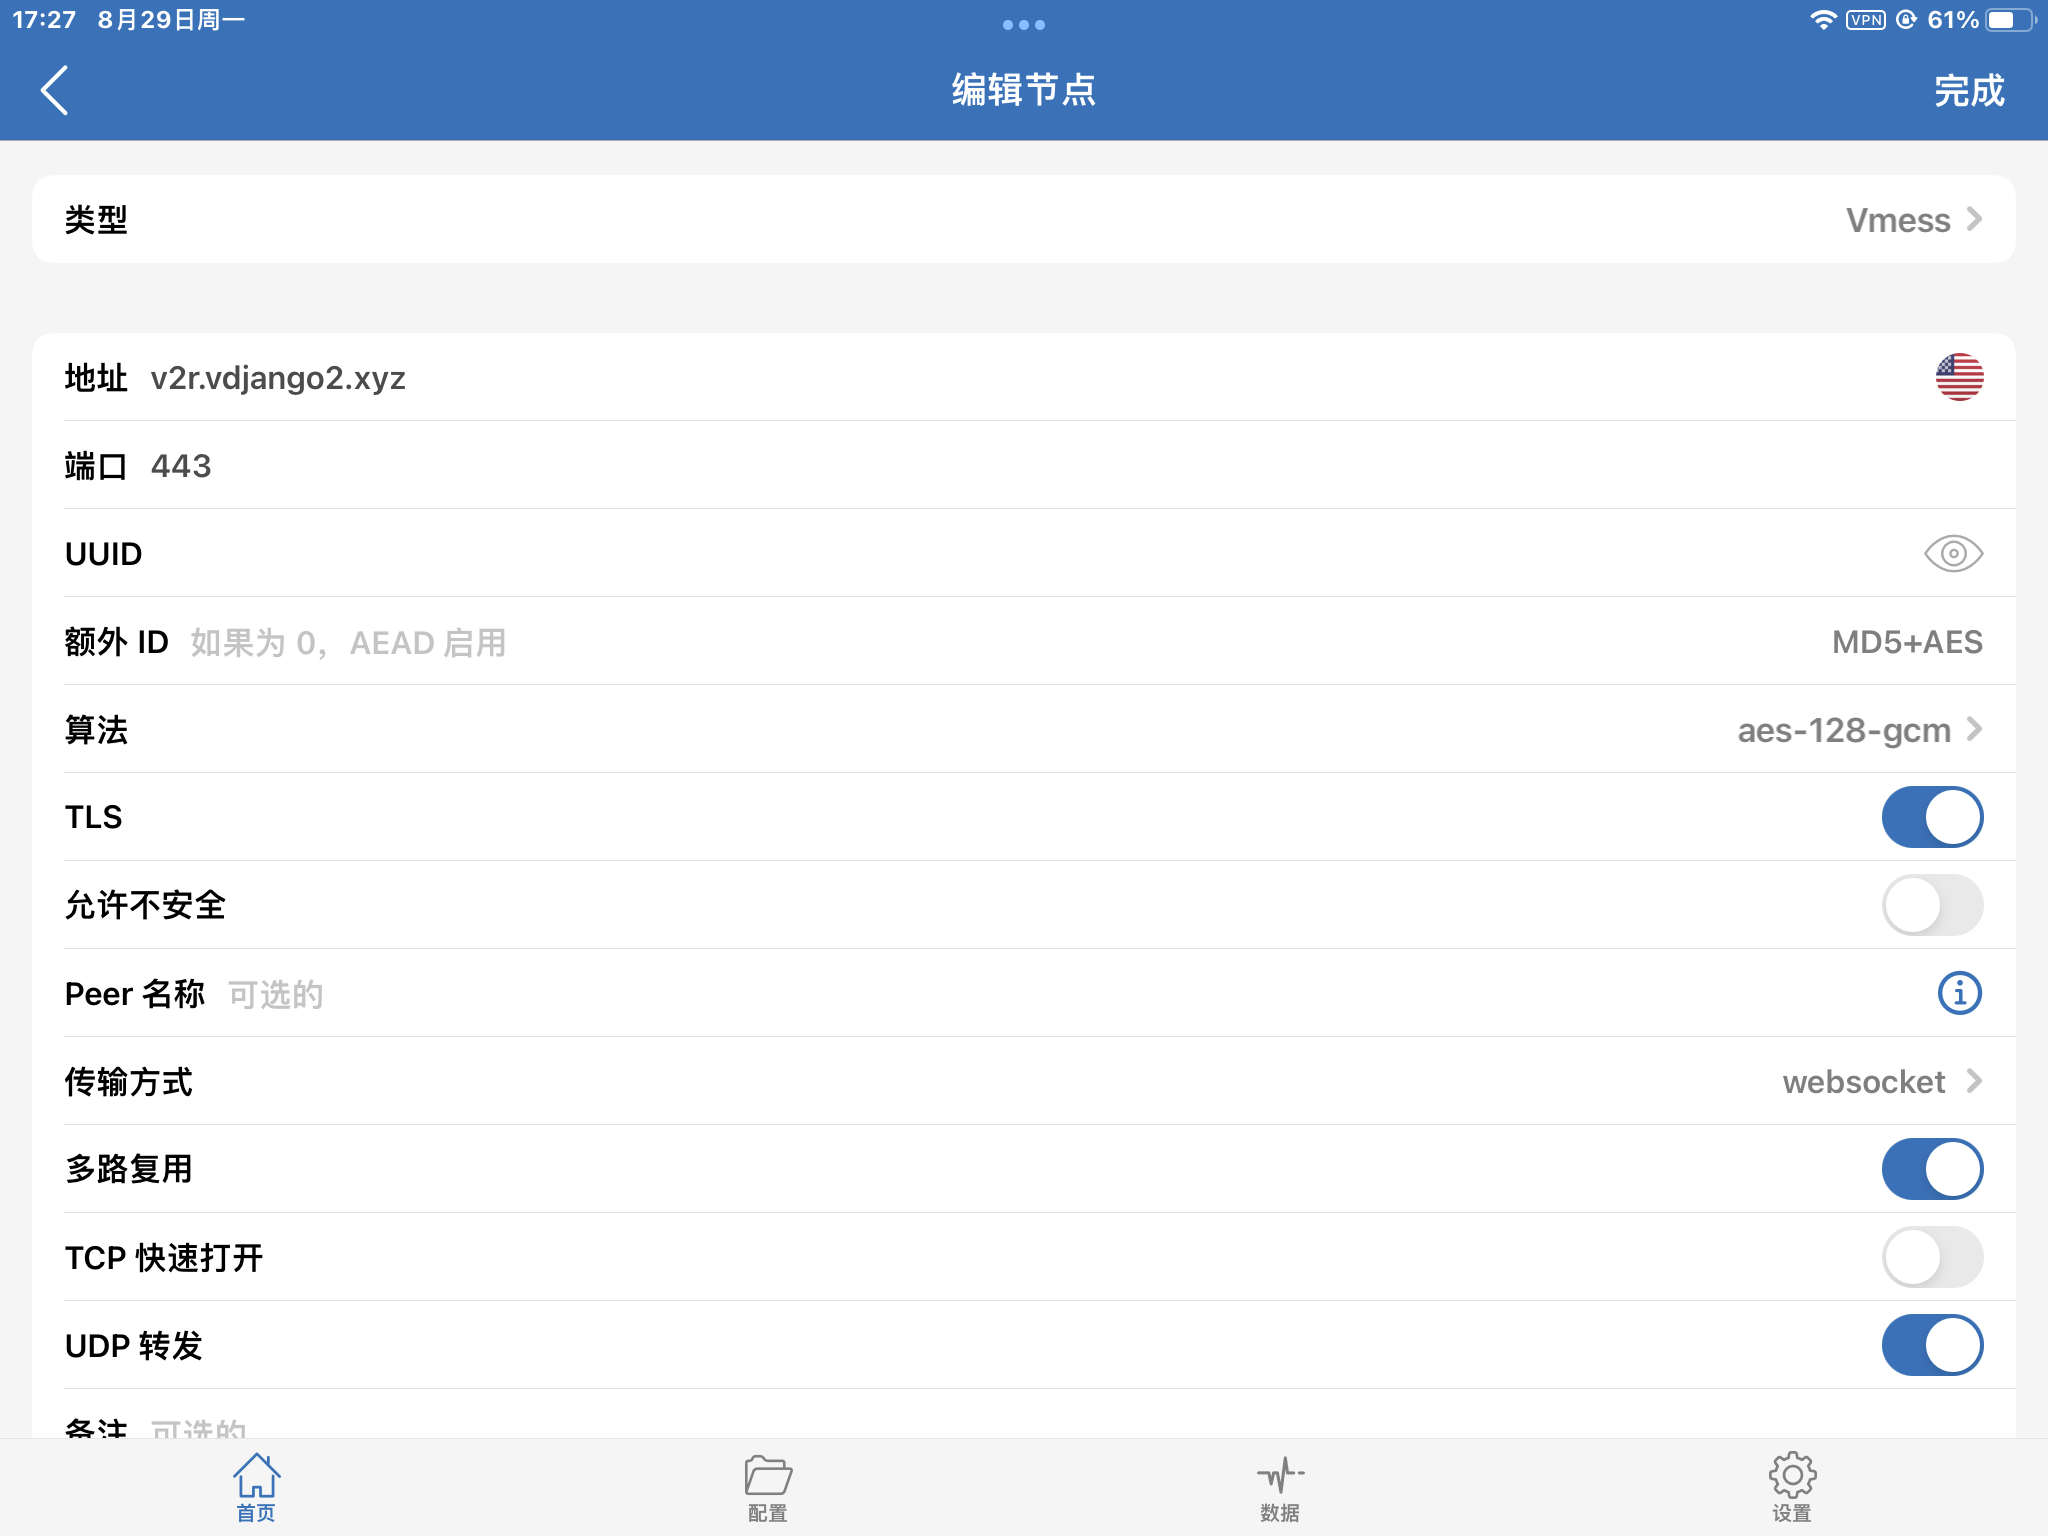 17:27 8月29日周一
VPN 61%
编辑节点
完成
类型 Vmess
地址 v2r.vdjango2.xyz
端口 443
UUID
额外 ID 如果为 0，AEAD 启用 MD5+AES
算法 aes-128-gcm
TLS
允许不安全
Peer 名称 可选的
传输方式 websocket
多路复用
TCP 快速打开
UDP 转发
备注 可选的
首页 配置 数据 设置